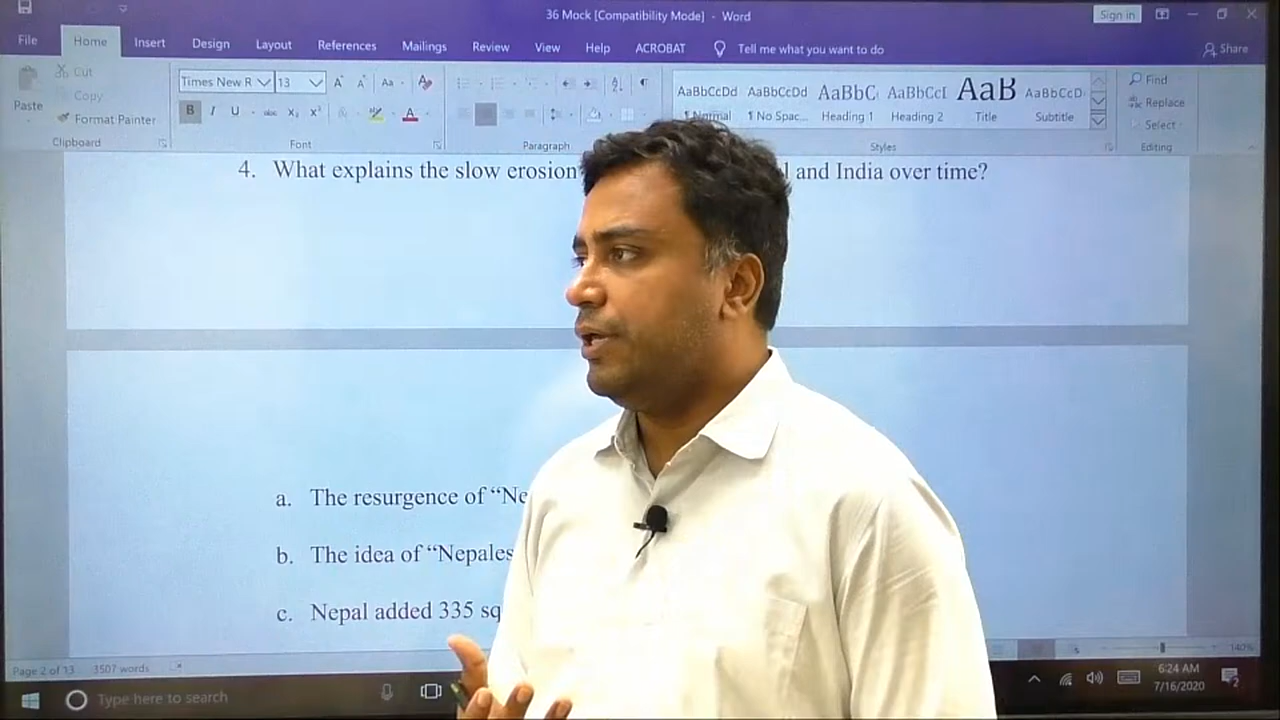 36 Mock [Compatibility Mode] - Word
Sign in
File Home Insert Design Layout References Mailings Review View Help ACROBAT Tell me what you want to do Share
Paste
Cut
Copy
Format Painter
Clipboard
Times New R 13
Font
Paragraph
AaBbCcDd AaBbCcDd AaBbC AaBbCcI AaB AaBbCcD
¶ Normal ¶ No Spac... Heading 1 Heading 2 Title Subtitle
Styles
Find
Replace
Select
Editing
4. What explains the slow erosion and India over time?
a. The resurgence of “Ne
b. The idea of “Nepales
c. Nepal added 335 sq
Page 2 of 13 3507 words
140%
Type here to search
6:24 AM
7/16/2020
2